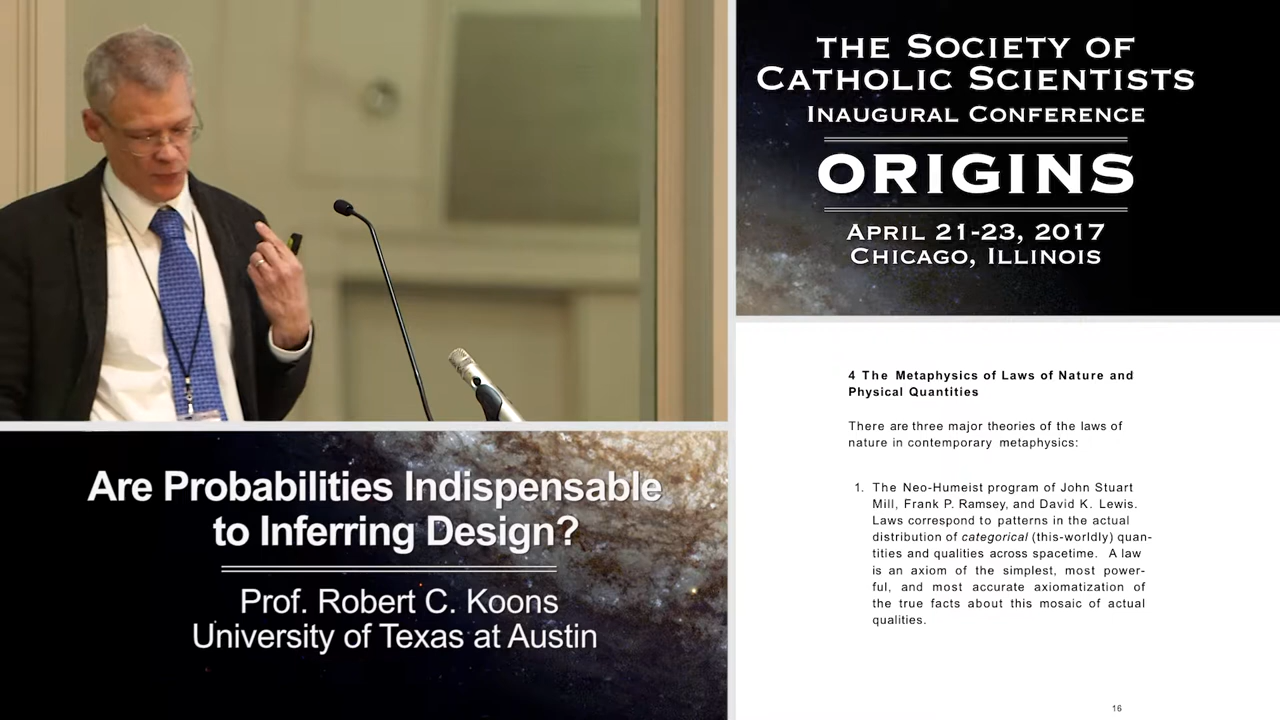 THE SOCIETY OF
CATHOLIC SCIENTISTS
INAUGURAL CONFERENCE
ORIGINS
APRIL 21-23, 2017
CHICAGO, ILLINOIS
Are Probabilities Indispensable
to Inferring Design?
Prof. Robert C. Koons
University of Texas at Austin
4 The Metaphysics of Laws of Nature and
Physical Quantities
There are three major theories of the laws of
nature in contemporary metaphysics:
1. The Neo-Humeist program of John Stuart
Mill, Frank P. Ramsey, and David K. Lewis.
Laws correspond to patterns in the actual
distribution of categorical (this-worldly) quan-
tities and qualities across spacetime. A law
is an axiom of the simplest, most power-
ful, and most accurate axiomatization of
the true facts about this mosaic of actual
qualities.
16